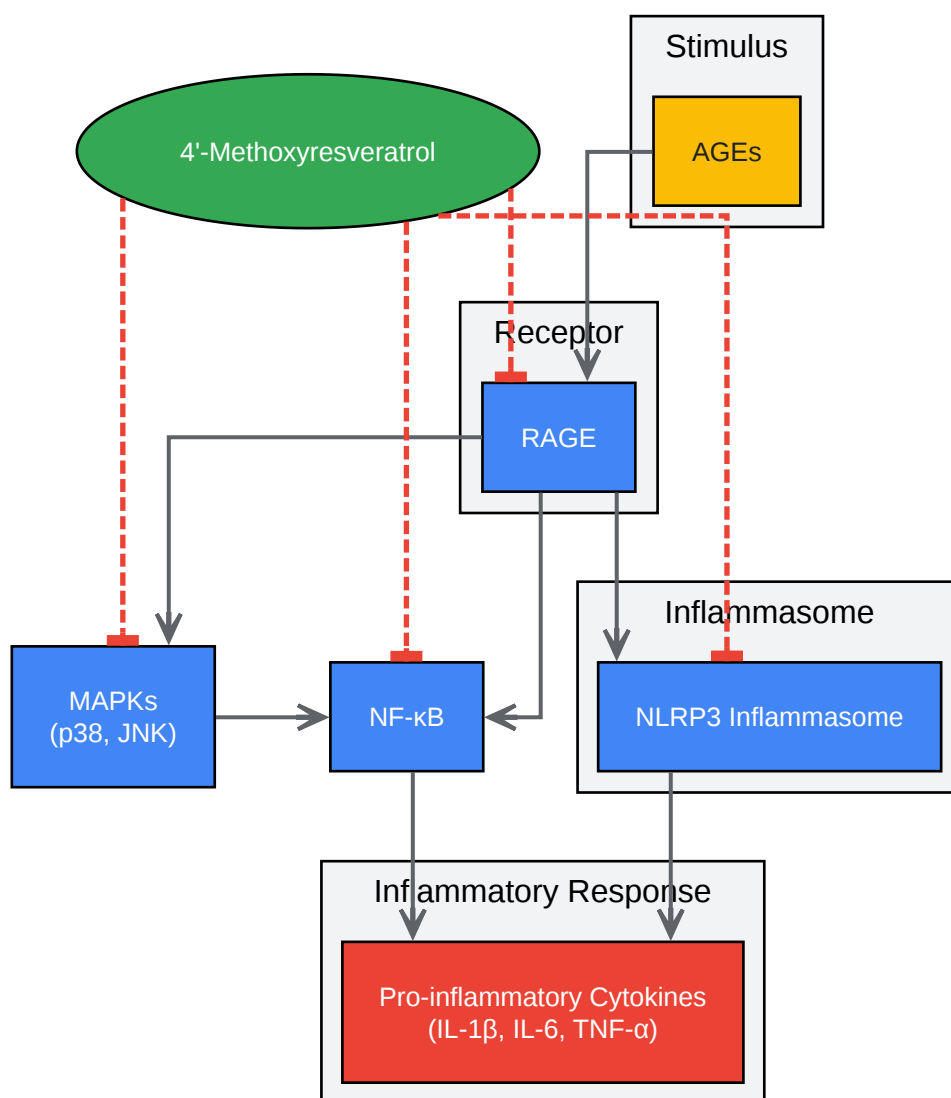 Stimulus
4'-Methoxyresveratrol
AGEs
Receptor
RAGE
Inflammasome
MAPKs
(p38, JNK)
NF-κB
NLRP3 Inflammasome
Inflammatory Response
Pro-inflammatory Cytokines
(IL-1β, IL-6, TNF-α)